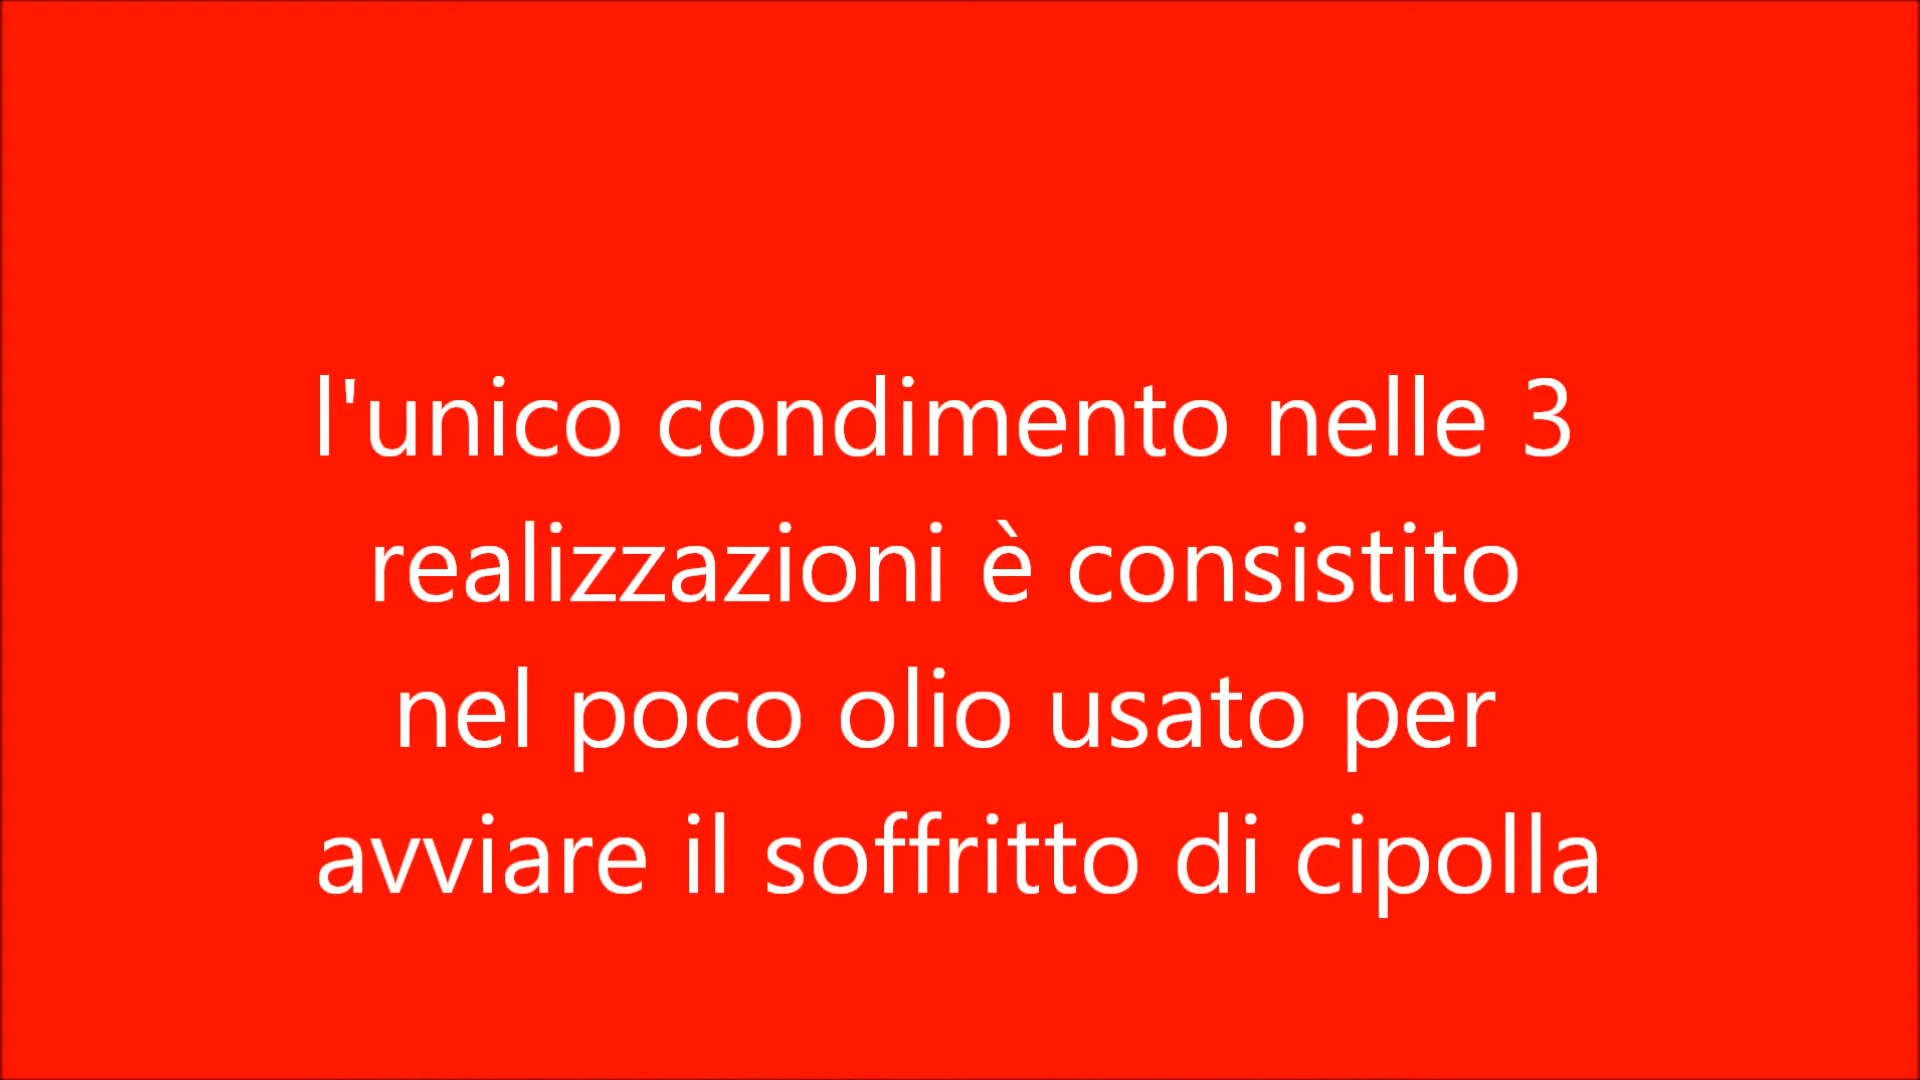 l'unico condimento nelle 3
realizzazioni è consistito
nel poco olio usato per
avviare il soffritto di cipolla